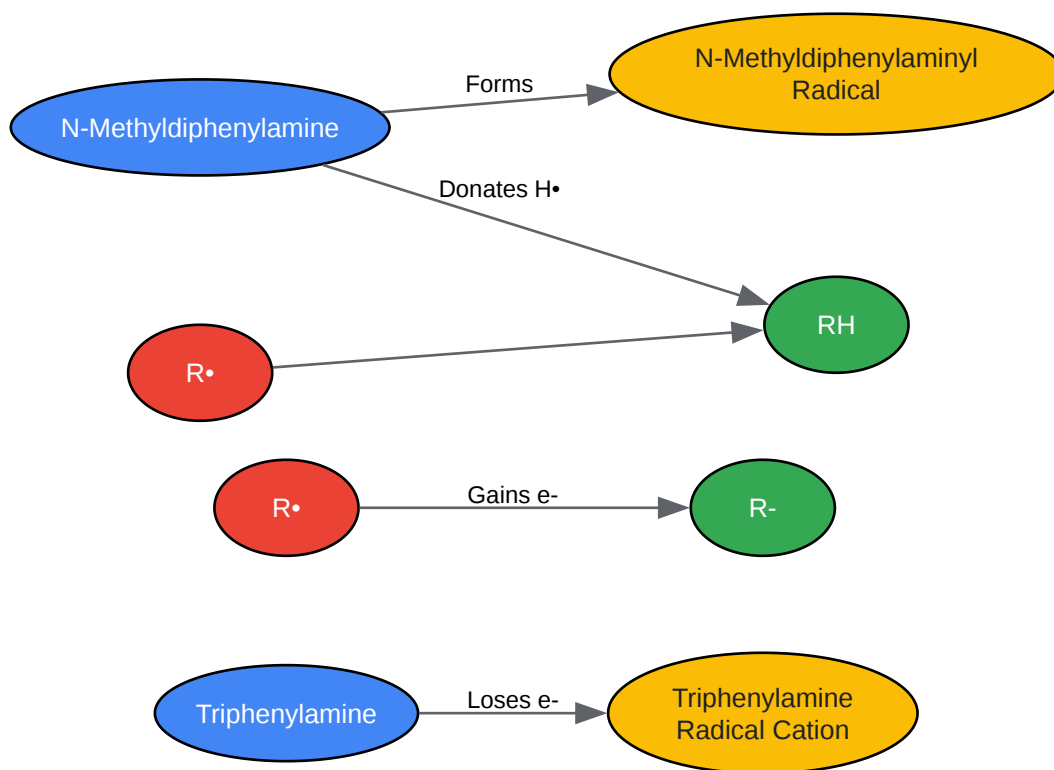 N-Methyldiphenylaminyl
Radical
Forms
N-Methyldiphenylamine
Donates H•
RH
R•
R•
Gains e-
R-
Triphenylamine
Loses e-
Triphenylamine
Radical Cation